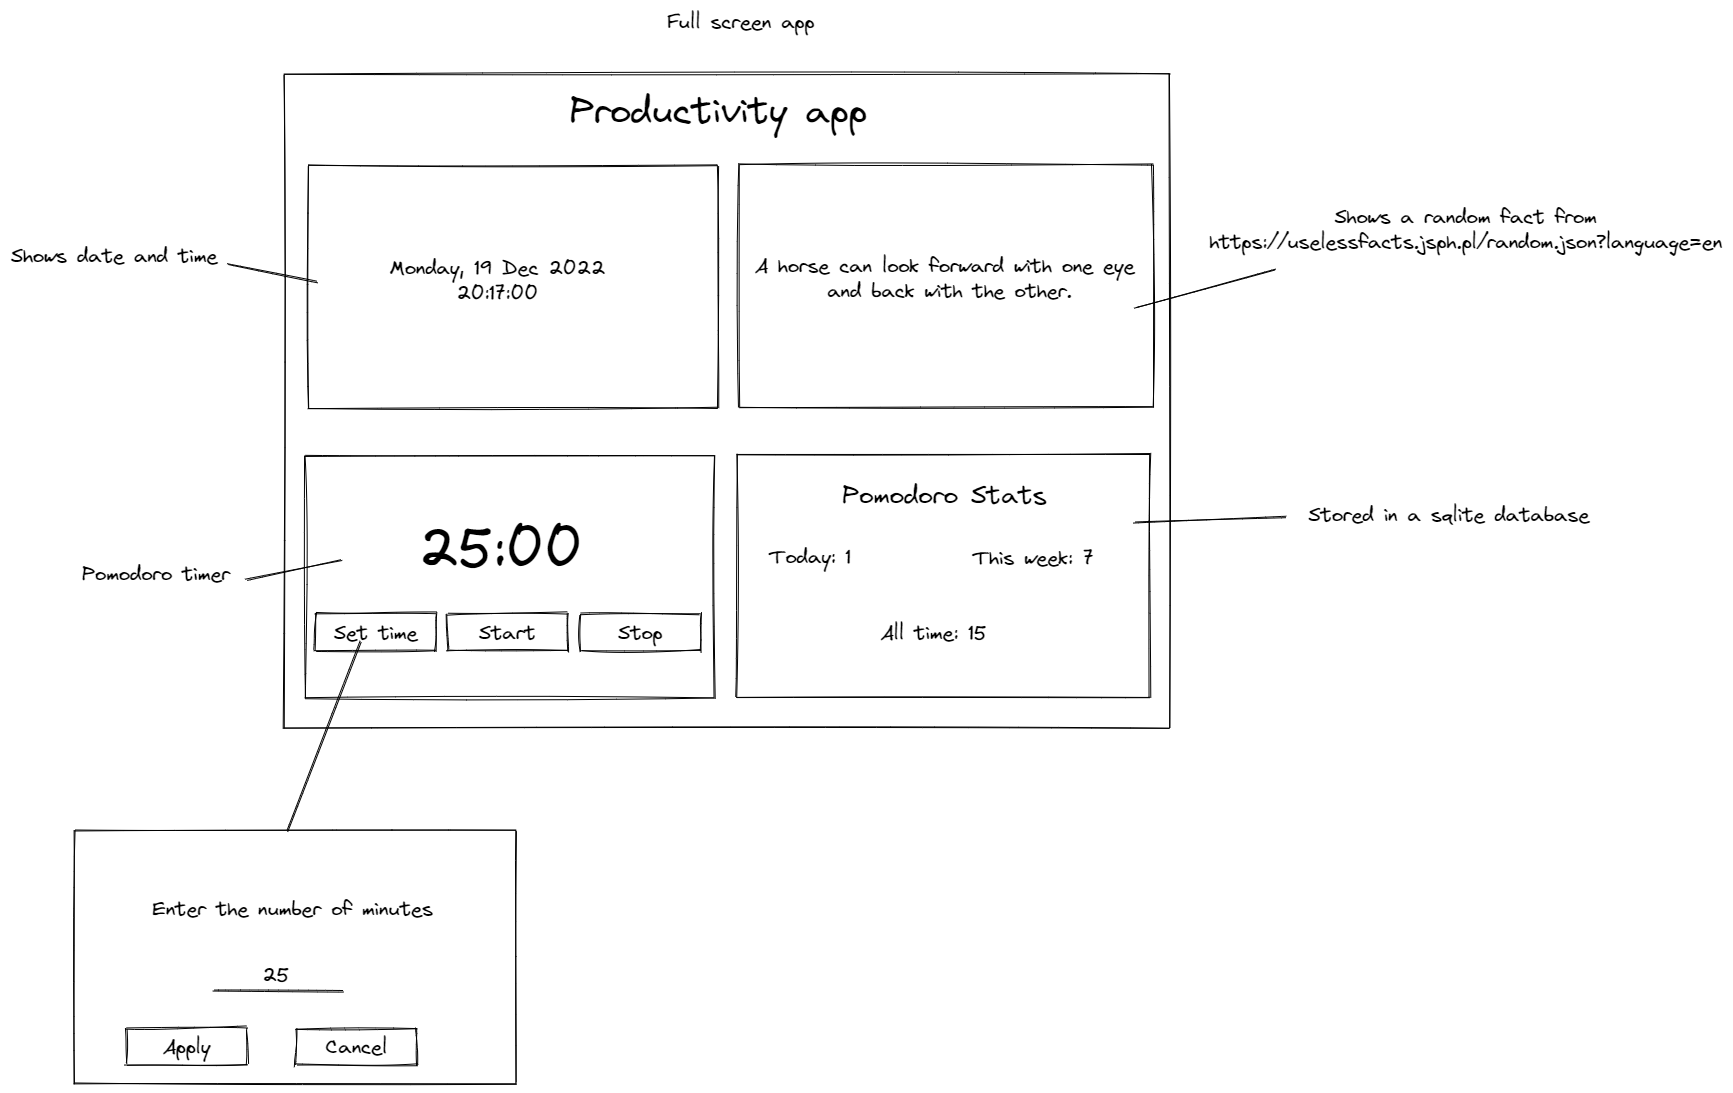 Full screen app
Productivity app
Shows date and time
Monday, 19 Dec 2022
20:17:00
A horse can look forward with one eye
and back with the other.
Shows a random fact from
https://uselessfacts.jsph.pl/random.json?language=en
Pomodoro timer
25:00
Set time
Start
Stop
Pomodoro Stats
Today: 1
This week: 7
All time: 15
Stored in a sqlite database
Enter the number of minutes
25
Apply
Cancel